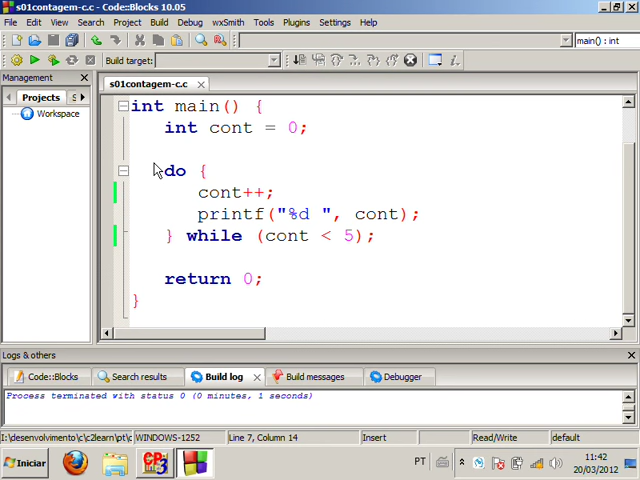 s01contagem-c.c - Code::Blocks 10.05
File Edit View Search Project Build Debug wxSmith Tools Plugins Settings Help
main() : int
Build target:
Management
Projects S
Workspace
s01contagem-c.c
int main() {
int cont = 0;
do {
cont++;
printf("%d ", cont);
} while (cont < 5);
return 0;
}
Logs & others
Code::Blocks Search results Build log Build messages Debugger
Process terminated with status 0 (0 minutes, 1 seconds)
I:\desenvolvimento\c\c2learn\pt\c WINDOWS-1252 Line 7, Column 14 Insert Read/Write default
Iniciar PT 11:42
20/03/2012